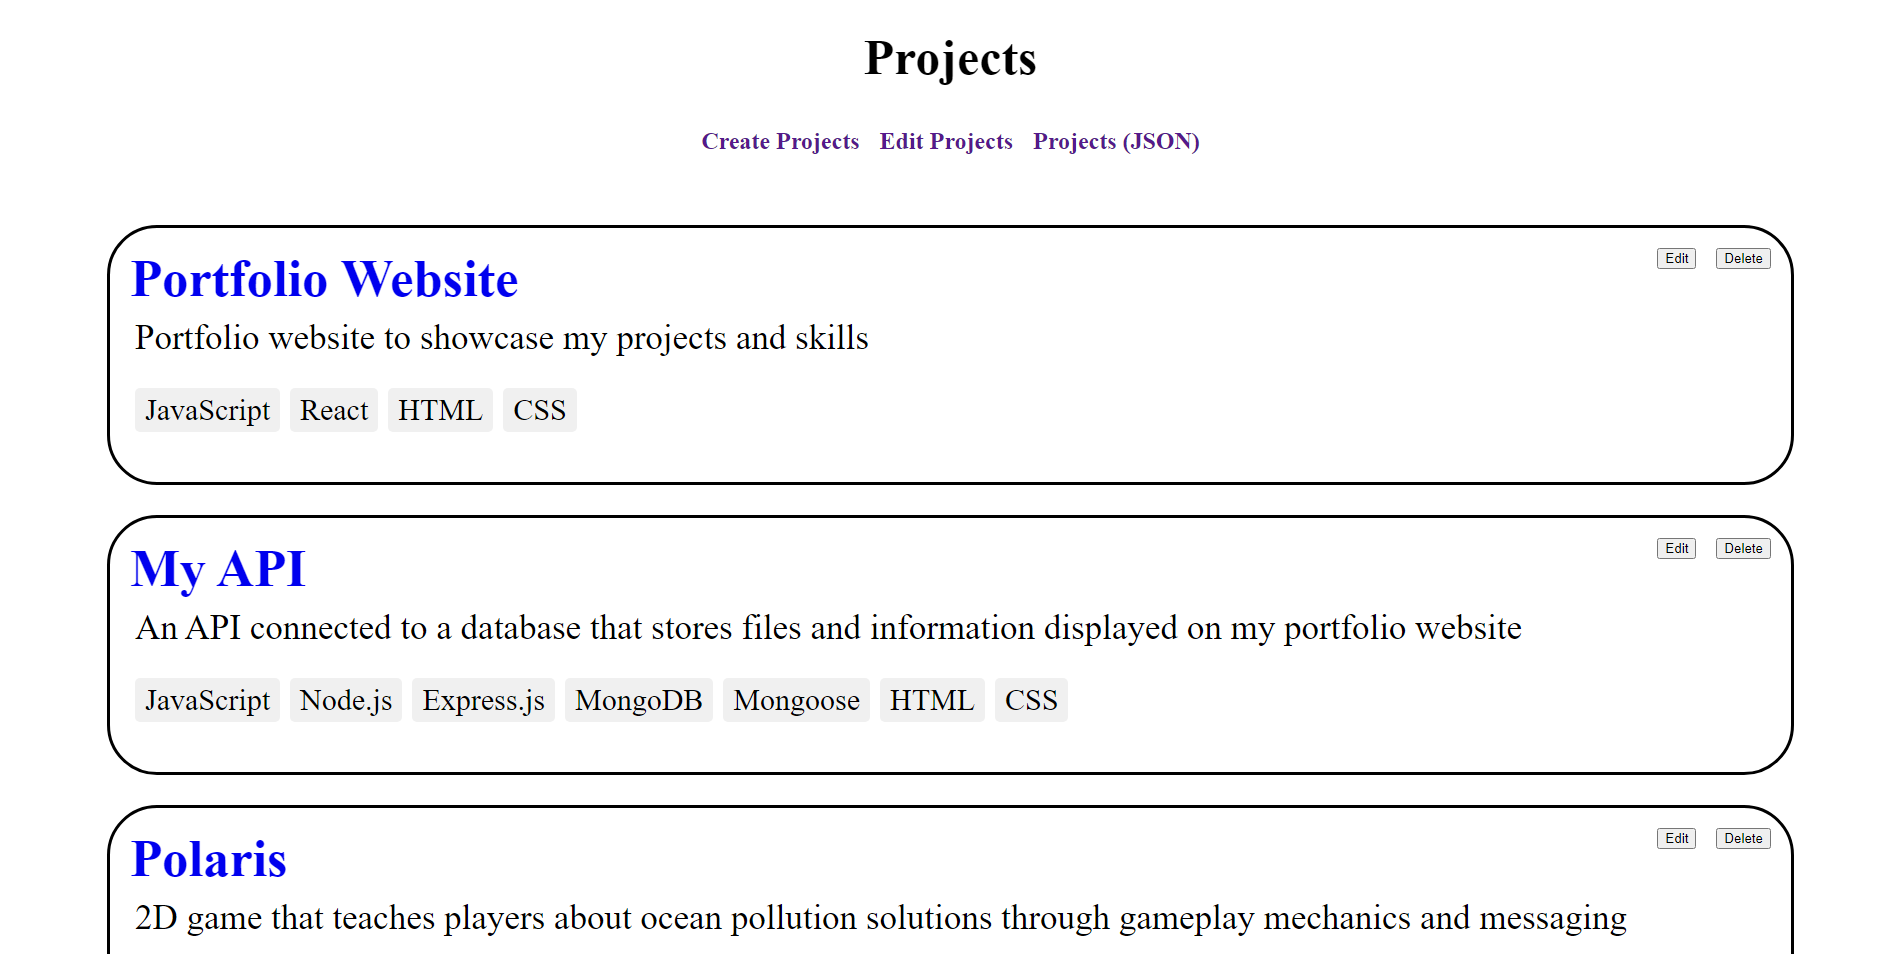 Projects
Create Projects Edit Projects Projects (JSON)
Portfolio Website
Edit Delete
Portfolio website to showcase my projects and skills
JavaScript React HTML CSS
My API
Edit Delete
An API connected to a database that stores files and information displayed on my portfolio website
JavaScript Node.js Express.js MongoDB Mongoose HTML CSS
Polaris
Edit Delete
2D game that teaches players about ocean pollution solutions through gameplay mechanics and messaging